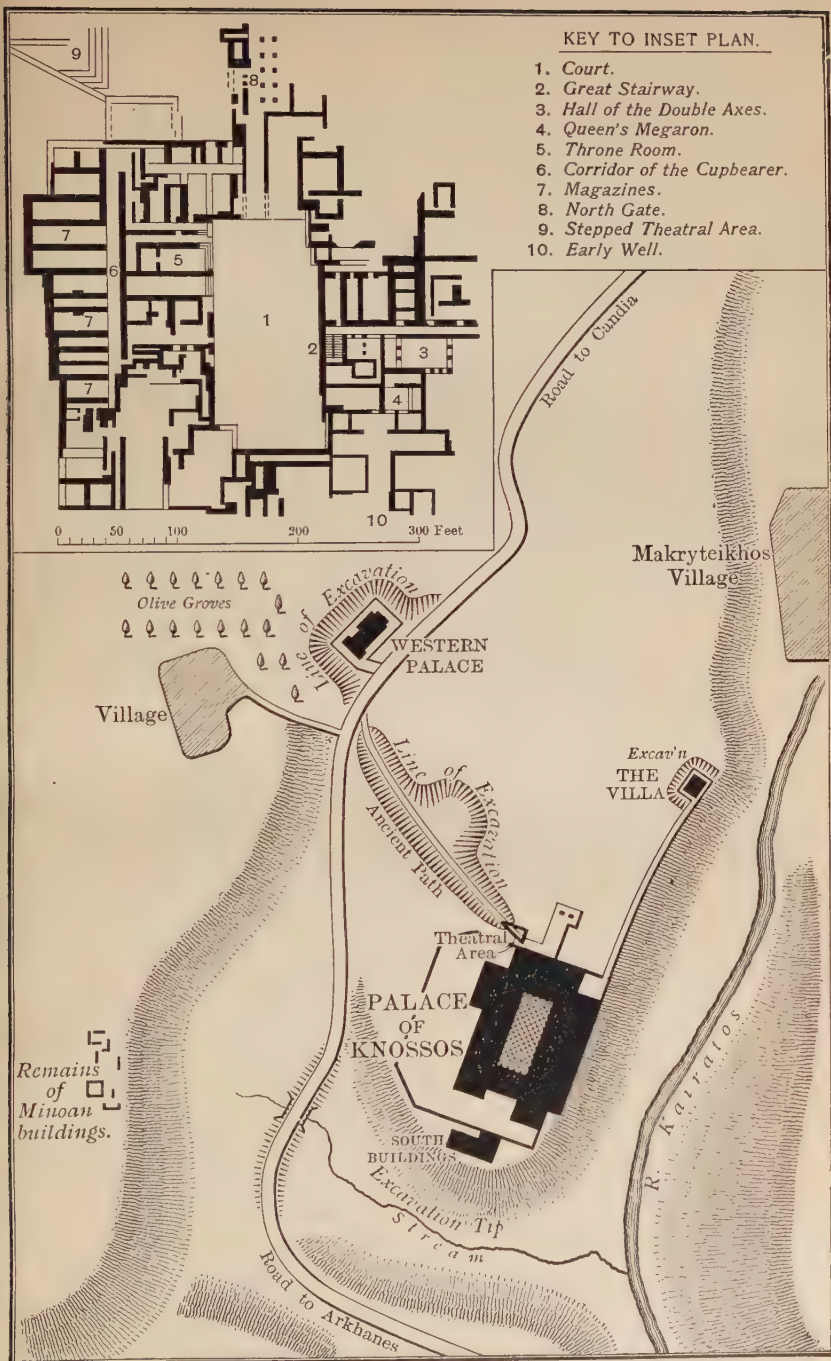 KEY TO INSET PLAN.
1. Court.
2. Great Stairway.
3. Hall of the Double Axes.
4. Queen's Megaron.
5. Throne Room.
6. Corridor of the Cupbearer.
7. Magazines.
8. North Gate.
9. Stepped Theatral Area.
10. Early Well.
9
8
7
6
5
1
7
2
3
7
4
10
0 50 100 200 300 Feet
Road to Candia
Makryteikhos
Village
Olive Groves
Line of Excavation
WESTERN
PALACE
Village
Line of Excavation
Ancient Path
Excav'n
THE
VILLA
Theatral
Area
PALACE
OF
KNOSSOS
R. Kairatos
Remains
of
Minoan
buildings.
SOUTH
BUILDINGS
Excavation Tip
Stream
Road to Arkhanes